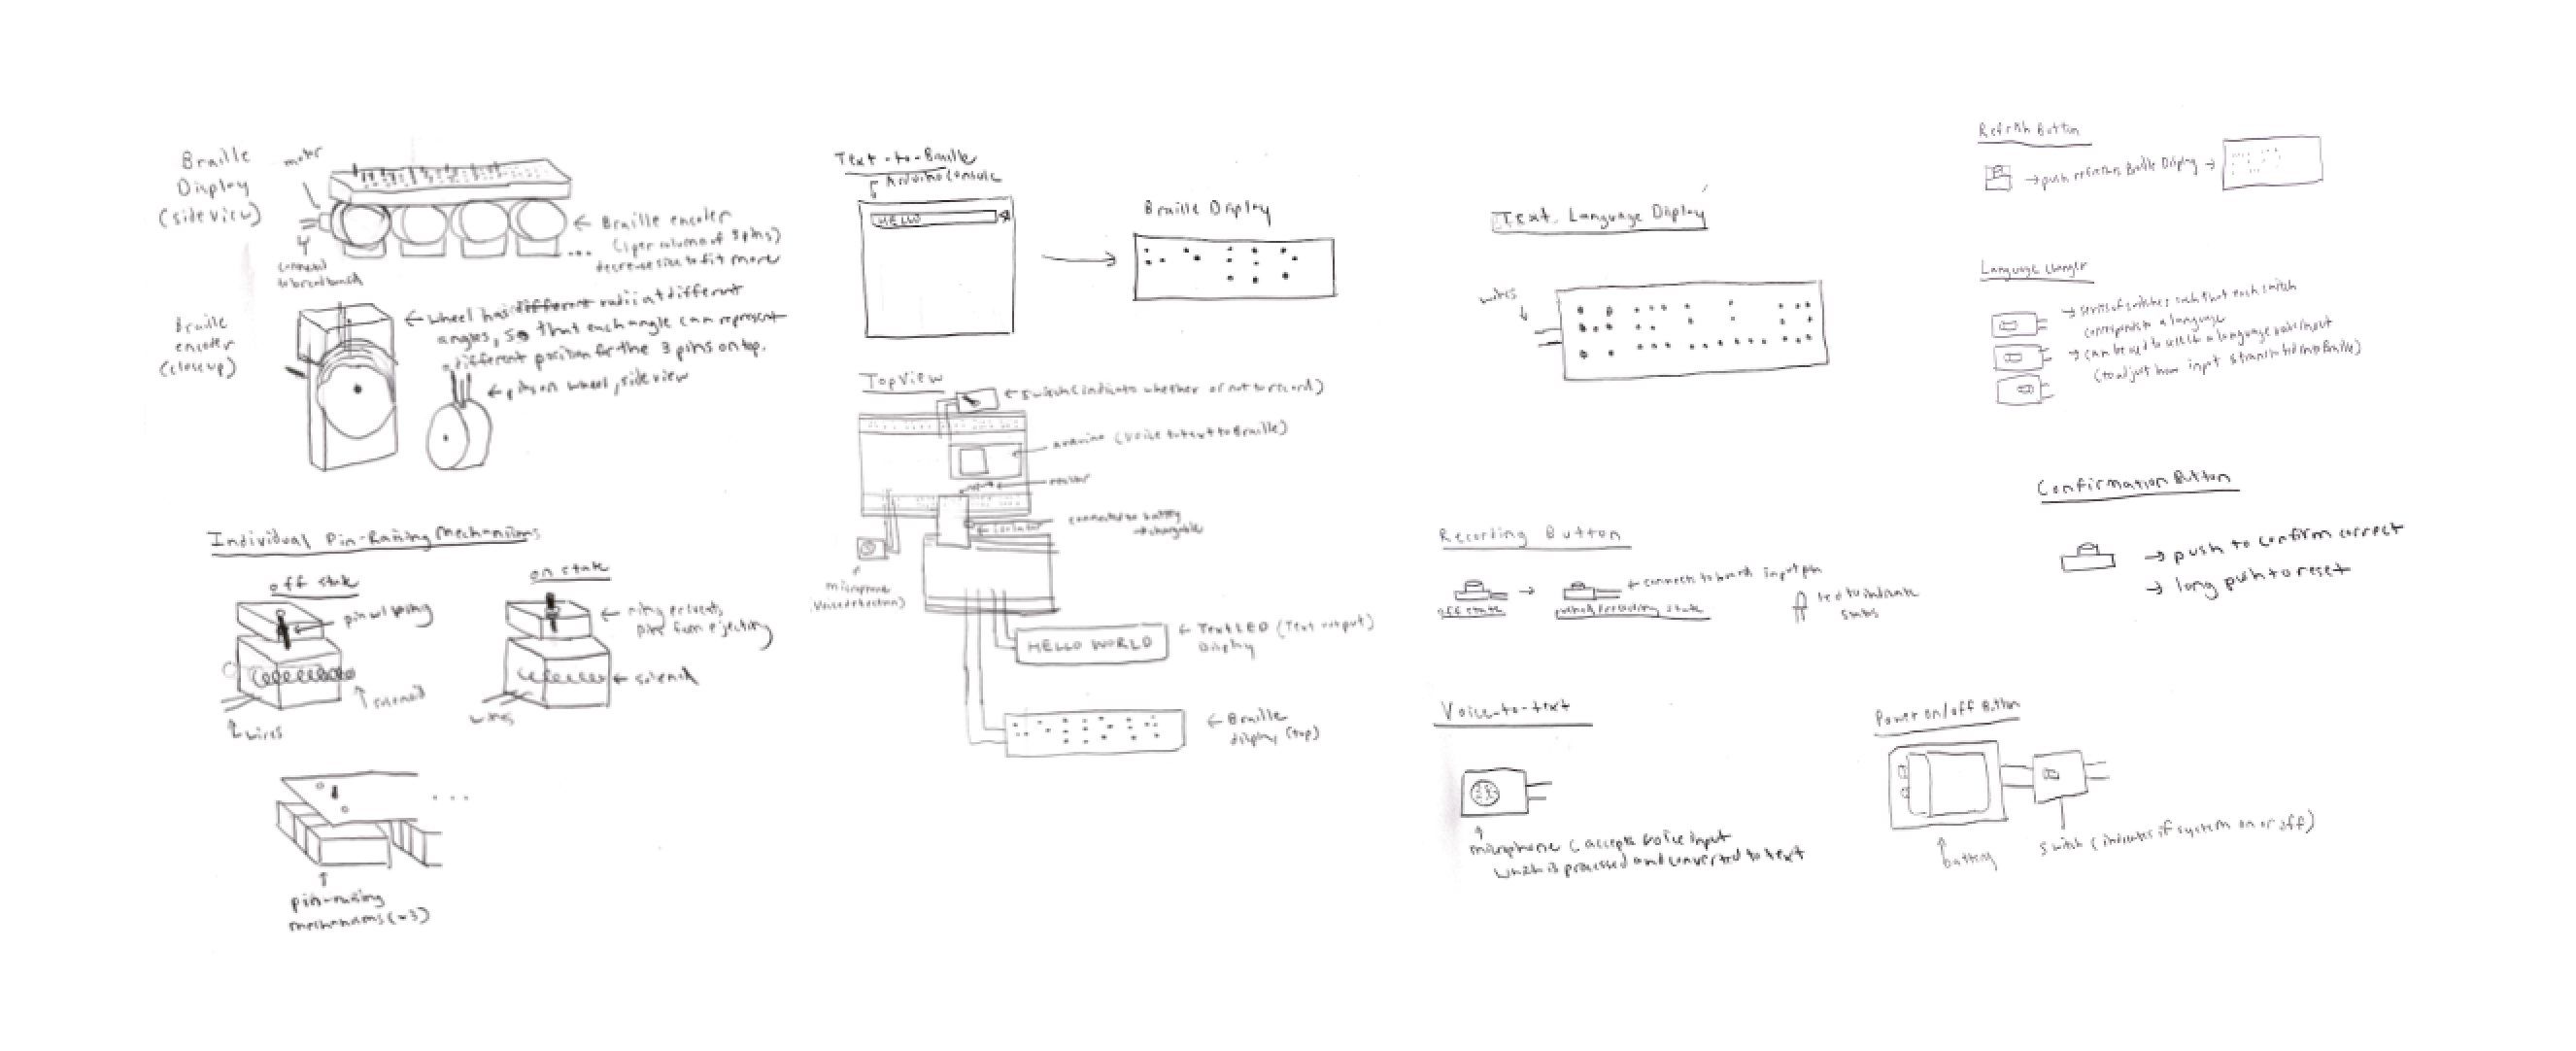 Braille
Display
(side view)
motor
connected
to breadboard
← Braille encoder
(1 per column of 3 pins)
decrease size to fit more
...
Braille
encoder
(close up)
← wheel has different radii at different
angles, so that each angle can represent
a different position for the 3 pins on top.
← pins on wheel, side view
Individual Pin-Raising Mechanisms
off state
pin w/ spring
↑ solenoid
wires
on state
← ring prevents
pin from ejecting
← solenoid
wires
...
pin-raising
mechanisms (×3)
Text-to-Braille
Arduino Console
HELLO
Braille Display
Top View
← switch (indicate whether or not to record)
arduino (voice to text to Braille)
resistor
connected to battery
→ chargable
microphone
(voice detection)
HELLO WORLD
← Text LED (Text output)
Display
← Braille
display (top)
Text Language Display
wires
Recording Button
off state
→
← connect to board input pin
recording state
led to indicate
status
Voice-to-text
microphone (accepts voice input
which is processed and converted to text
Refresh Button
→ push refreshes Braille Display →
Language changer
→ series of switches such that each switch
corresponds to a language
→ can be used to select a language input
(to adjust how input is translated into Braille)
Confirmation Button
→ push to confirm correct
→ long push to reset
Power on/off Button
battery
switch (indicates if system on or off)